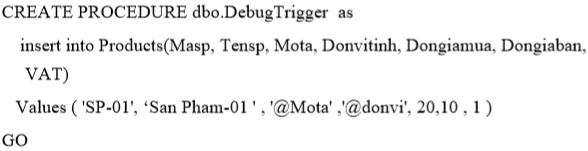 CREATE PROCEDURE dbo.DebugTrigger as
insert into Products(Masp, Tensp, Mota, Donvitinh, Dongiamua, Dongiaban,
VAT)
Values ( 'SP-01', ‘San Pham-01 ' , '@Mota' ,'@donvi', 20,10 , 1 )
GO